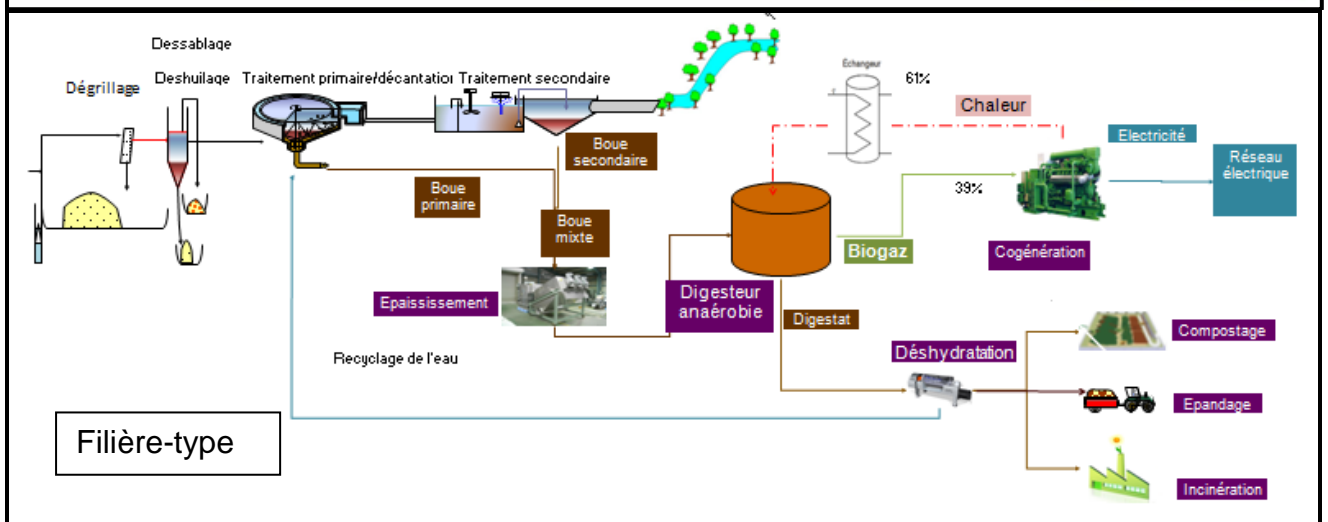 Dessablage
Deshuilage
Dégrillage
Traitement primaire/décantation
Traitement secondaire
Échangeur
61%
Chaleur
Electricité
Réseau
électrique
Boue
secondaire
Boue
primaire
39%
Boue
mixte
Biogaz
Cogénération
Epaississement
Digesteur
anaérobie
Digestat
Compostage
Recyclage de l'eau
Déshydratation
Epandage
Filière-type
Incinération